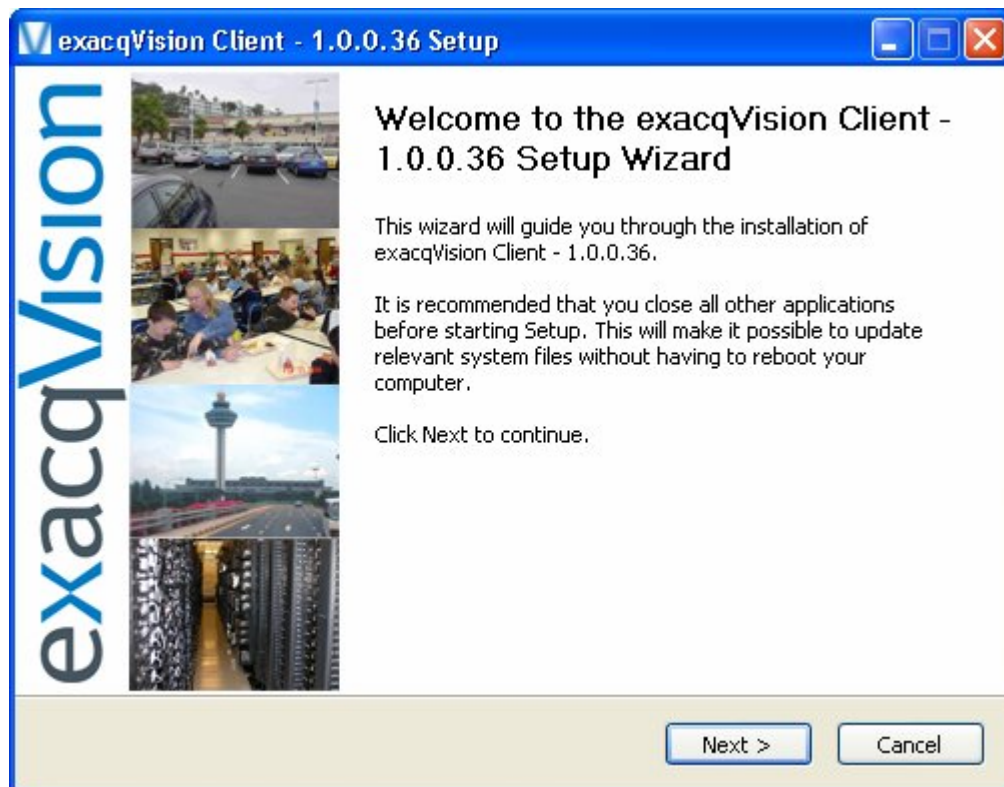 exacqVision Client - 1.0.0.36 Setup
exacqVision
Welcome to the exacqVision Client -
1.0.0.36 Setup Wizard
This wizard will guide you through the installation of
exacqVision Client - 1.0.0.36.
It is recommended that you close all other applications
before starting Setup. This will make it possible to update
relevant system files without having to reboot your
computer.
Click Next to continue.
Next >
Cancel